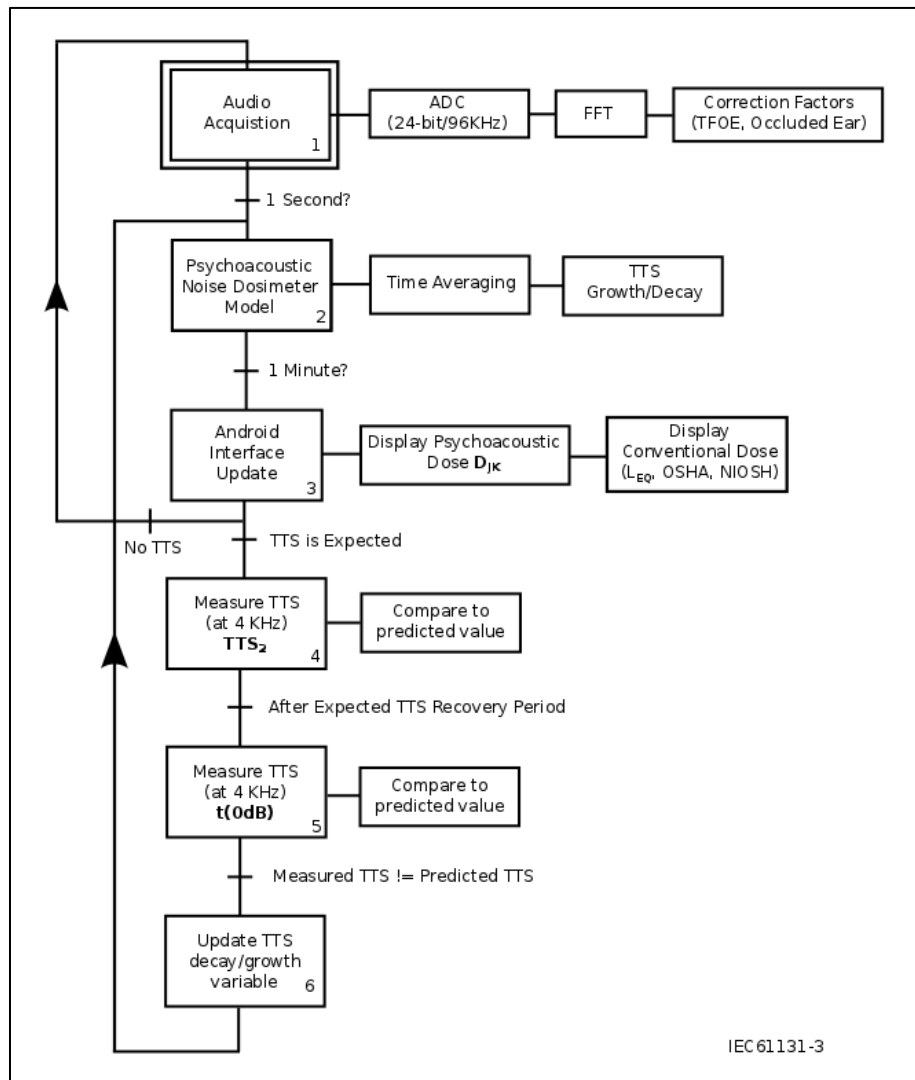 Audio
Acquistion
1
ADC
(24-bit/96KHz)
FFT
Correction Factors
(TFOE, Occluded Ear)
1 Second?
Psychoacoustic
Noise Dosimeter
Model
2
Time Averaging
TTS
Growth/Decay
1 Minute?
Android
Interface
Update
3
Display Psychoacoustic
Dose DJK
Display
Conventional Dose
(LEQ, OSHA, NIOSH)
No TTS
TTS is Expected
Measure TTS
(at 4 KHz)
TTS2
4
Compare to
predicted value
After Expected TTS Recovery Period
Measure TTS
(at 4 KHz)
t(0dB)
5
Compare to
predicted value
Measured TTS != Predicted TTS
Update TTS
decay/growth
variable
6
IEC61131-3